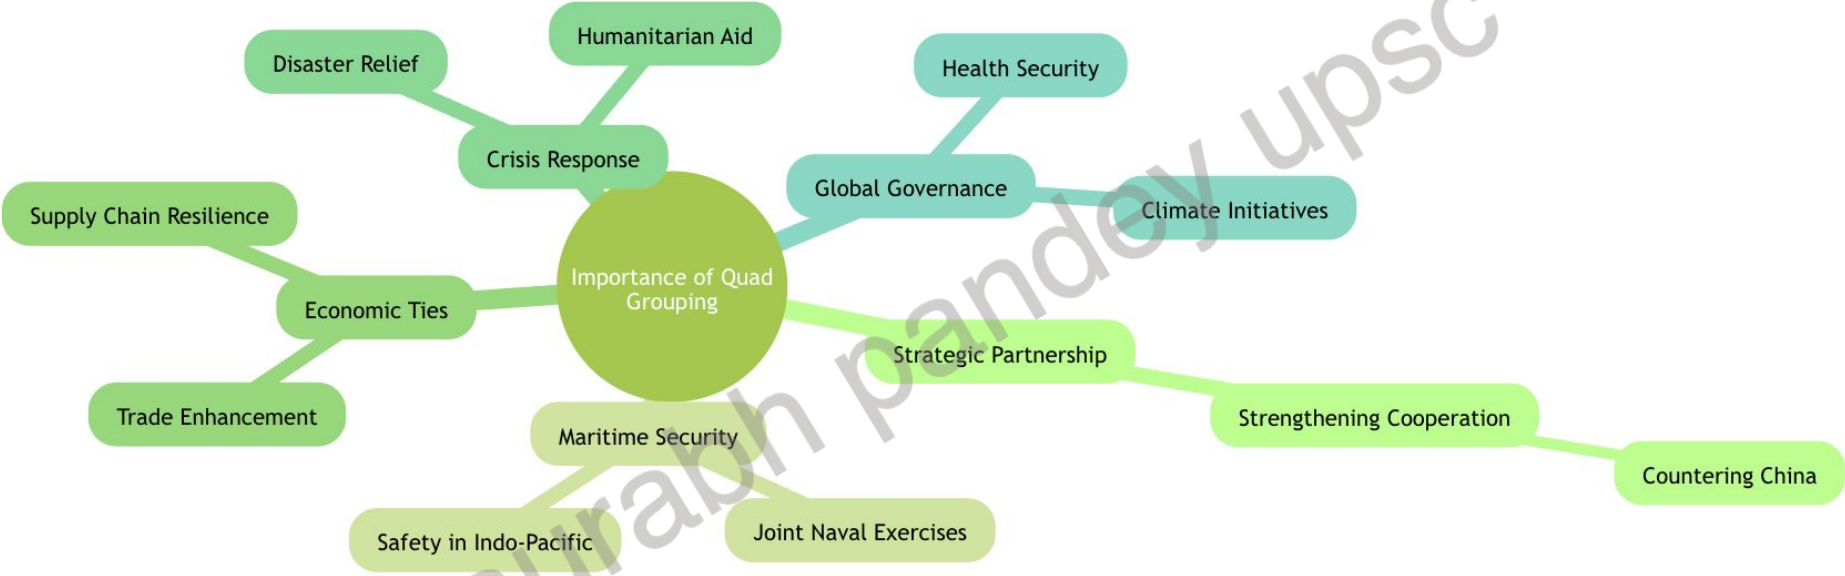 Importance of Quad
Grouping
Crisis Response
Disaster Relief
Humanitarian Aid
Global Governance
Health Security
Climate Initiatives
Economic Ties
Supply Chain Resilience
Trade Enhancement
Strategic Partnership
Strengthening Cooperation
Countering China
Maritime Security
Safety in Indo-Pacific
Joint Naval Exercises
urabh pandey upsc